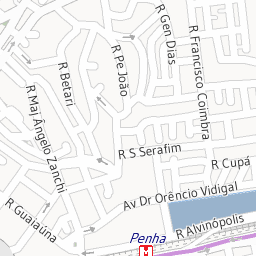 R Gen Dias
R Francisco Coimbra
R Pe João
R Betari
R Maj Ângelo Zanchi
R S Serafim
R Cupá
Av Dr Orêncio Vidigal
R Guaiaúna
R Alvinópolis
Penha
M